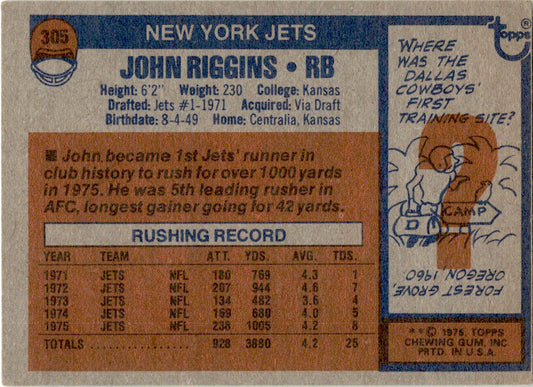 305
NEW YORK JETS
JOHN RIGGINS • RB
Height: 6'2" Weight: 230 College: Kansas
Drafted: Jets #1-1971 Acquired: Via Draft
Birthdate: 8-4-49 Home: Centralia, Kansas
■ John became 1st Jets' runner in
club history to rush for over 1000 yards
in 1975. He was 5th leading rusher in
AFC, longest gainer going for 42 yards.
RUSHING RECORD
YEAR TEAM ATT. YDS. AVG. TDS.
1971 JETS NFL 180 769 4.3 1
1972 JETS NFL 207 944 4.6 7
1973 JETS NFL 134 482 3.6 4
1974 JETS NFL 169 680 4.0 5
1975 JETS NFL 238 1005 4.2 8
TOTALS 928 3880 4.2 25
topps®
WHERE
WAS THE
DALLAS
COWBOYS'
FIRST
TRAINING SITE?
D
CAMP
FOREST GROVE,
OREGON 1960
** © 1976, TOPPS
CHEWING GUM, INC
PRTD. IN U.S.A.